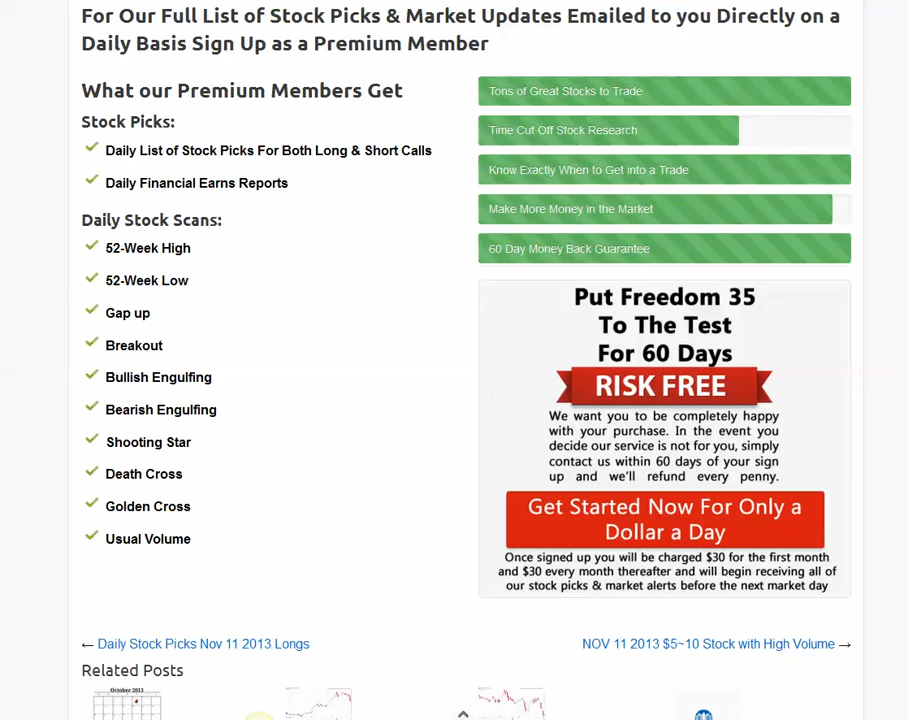 For Our Full List of Stock Picks & Market Updates Emailed to you Directly on a
Daily Basis Sign Up as a Premium Member
What our Premium Members Get
Stock Picks:
Daily List of Stock Picks For Both Long & Short Calls
Daily Financial Earns Reports
Daily Stock Scans:
52-Week High
52-Week Low
Gap up
Breakout
Bullish Engulfing
Bearish Engulfing
Shooting Star
Death Cross
Golden Cross
Usual Volume
Tons of Great Stocks to Trade
Time Cut Off Stock Research
Know Exactly When to Get into a Trade
Make More Money in the Market
60 Day Money Back Guarantee
Put Freedom 35
To The Test
For 60 Days
RISK FREE
We want you to be completely happy
with your purchase. In the event you
decide our service is not for you, simply
contact us within 60 days of your sign
up and we'll refund every penny.
Get Started Now For Only a
Dollar a Day
Once signed up you will be charged $30 for the first month
and $30 every month thereafter and will begin receiving all of
our stock picks & market alerts before the next market day
← Daily Stock Picks Nov 11 2013 Longs
NOV 11 2013 $5~10 Stock with High Volume →
Related Posts
October 2013